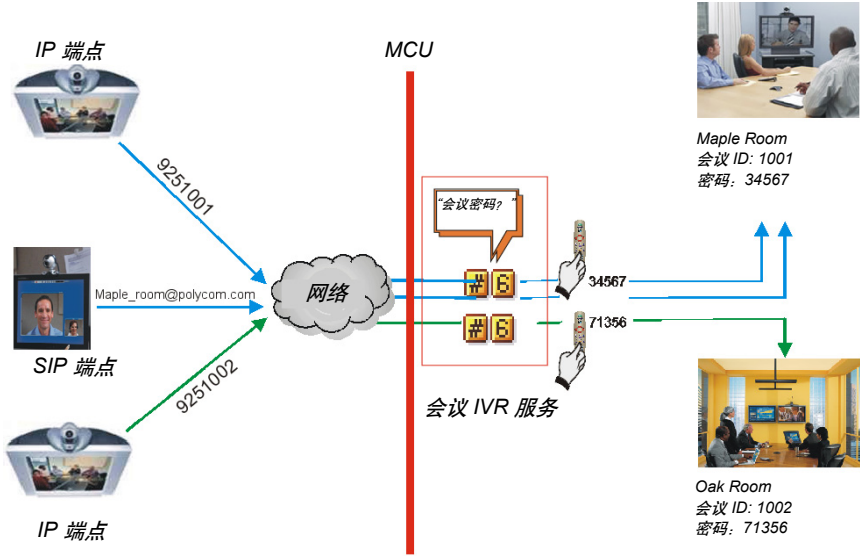 IP 端点
MCU
Maple Room
会议 ID: 1001
密码：34567
9251001
“会议密码？”
Maple_room@polycom.com
网络
# 6
34567
# 6
71356
SIP 端点
9251002
会议 IVR 服务
IP 端点
Oak Room
会议 ID: 1002
密码：71356